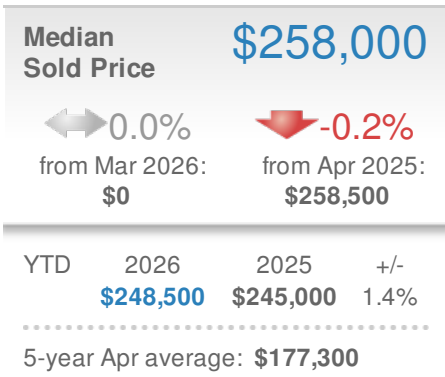 Median $258,000
Sold Price
0.0% -0.2%
from Mar 2026: from Apr 2025:
$0 $258,500
YTD 2026 2025 +/-
$248,500 $245,000 1.4%
5-year Apr average: $177,300